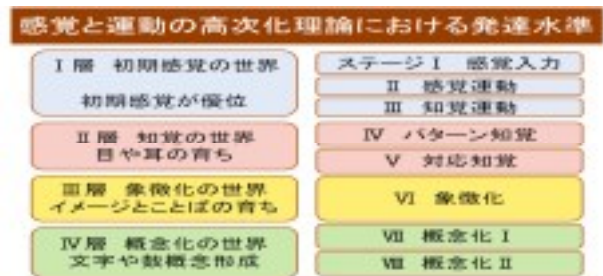 感覚と運動の高次化理論における発達水準
Ⅰ層 初期感覚の世界
初期感覚が優位
ステージⅠ 感覚入力
Ⅱ 感覚運動
Ⅲ 知覚運動
Ⅱ層 知覚の世界
目や耳の育ち
Ⅳ パターン知覚
Ⅴ 対応知覚
Ⅲ層 象徴化の世界
イメージとことばの育ち
Ⅵ 象徴化
Ⅳ層 概念化の世界
文字や数概念形成
Ⅶ 概念化Ⅰ
Ⅷ 概念化Ⅱ